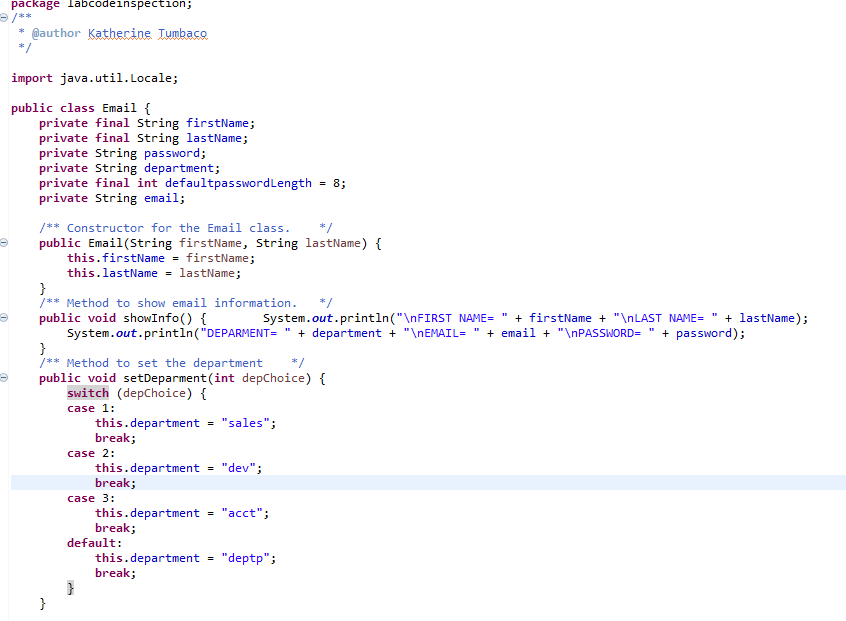 package labcodeinspection;
/**
 * @author Katherine Tumbaco
 */

import java.util.Locale;

public class Email {
    private final String firstName;
    private final String lastName;
    private String password;
    private String department;
    private final int defaultpasswordLength = 8;
    private String email;

    /** Constructor for the Email class.    */
    public Email(String firstName, String lastName) {
        this.firstName = firstName;
        this.lastName = lastName;
    }
    /** Method to show email information.   */
    public void showInfo() {        System.out.println("\nFIRST NAME= " + firstName + "\nLAST NAME= " + lastName);
        System.out.println("DEPARMENT= " + department + "\nEMAIL= " + email + "\nPASSWORD= " + password);
    }
    /** Method to set the department    */
    public void setDeparment(int depChoice) {
        switch (depChoice) {
        case 1:
            this.department = "sales";
            break;
        case 2:
            this.department = "dev";
            break;
        case 3:
            this.department = "acct";
            break;
        default:
            this.department = "deptp";
            break;
        }
    }